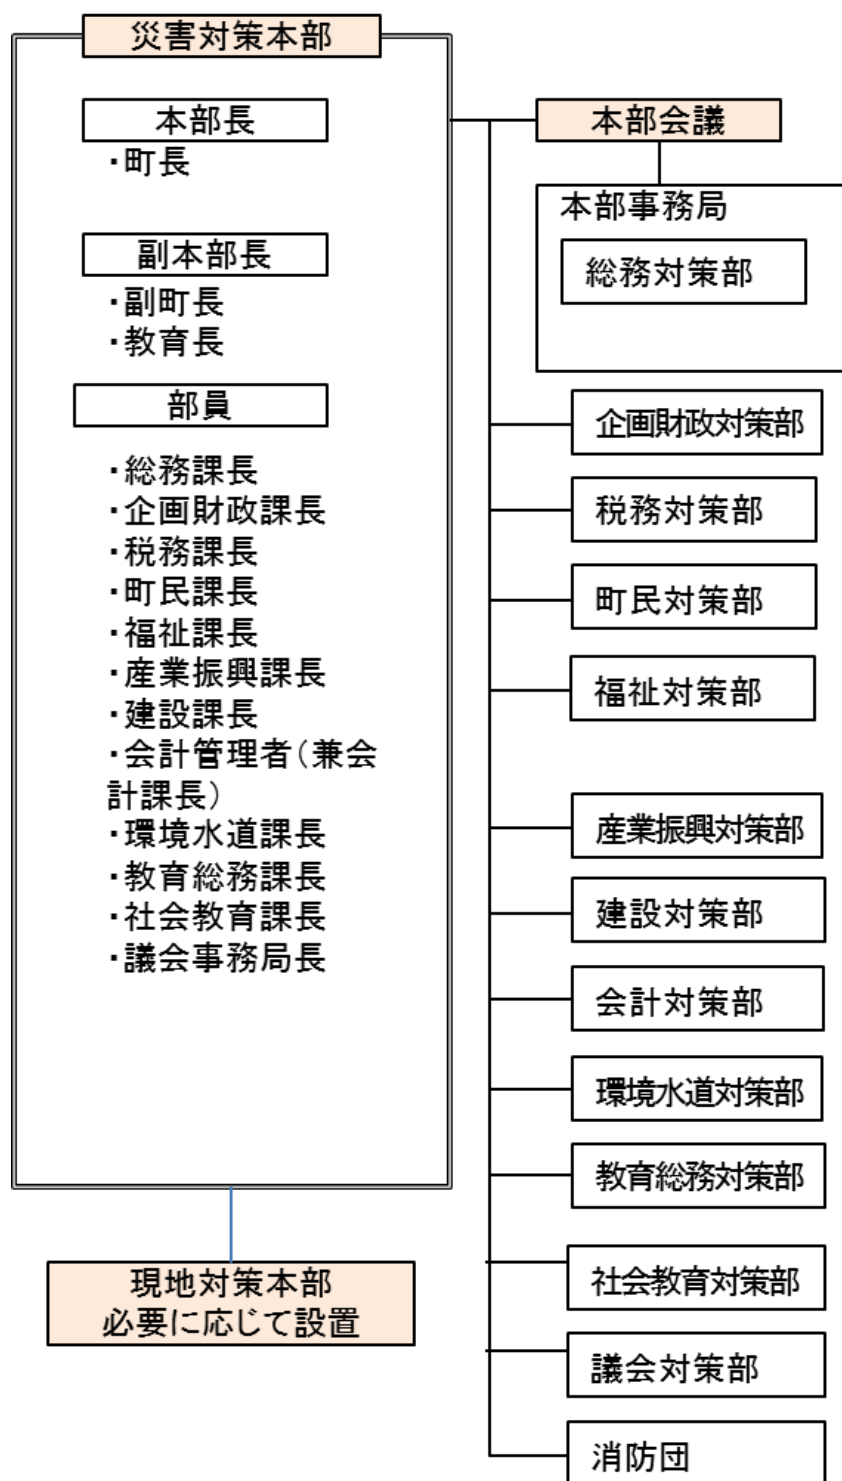 災害対策本部
本部長
・町長
副本部長
・副町長
・教育長
部員
・総務課長
・企画財政課長
・税務課長
・町民課長
・福祉課長
・産業振興課長
・建設課長
・会計管理者（兼会
計課長）
・環境水道課長
・教育総務課長
・社会教育課長
・議会事務局長
現地対策本部
必要に応じて設置
本部会議
本部事務局
総務対策部
企画財政対策部
税務対策部
町民対策部
福祉対策部
産業振興対策部
建設対策部
会計対策部
環境水道対策部
教育総務対策部
社会教育対策部
議会対策部
消防団